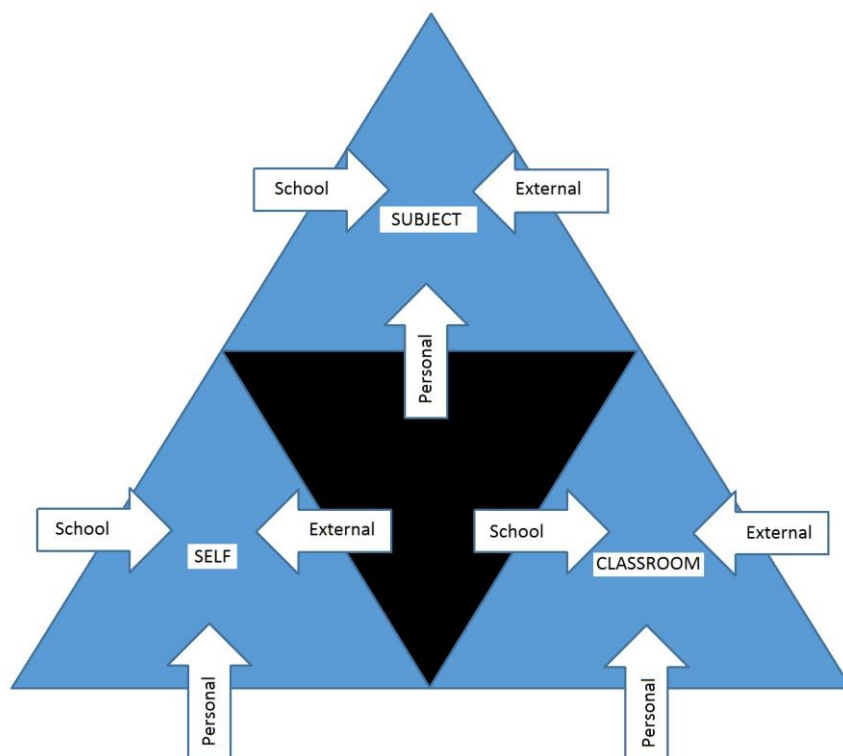 School
External
SUBJECT
Personal
School
External
School
External
SELF
CLASSROOM
Personal
Personal